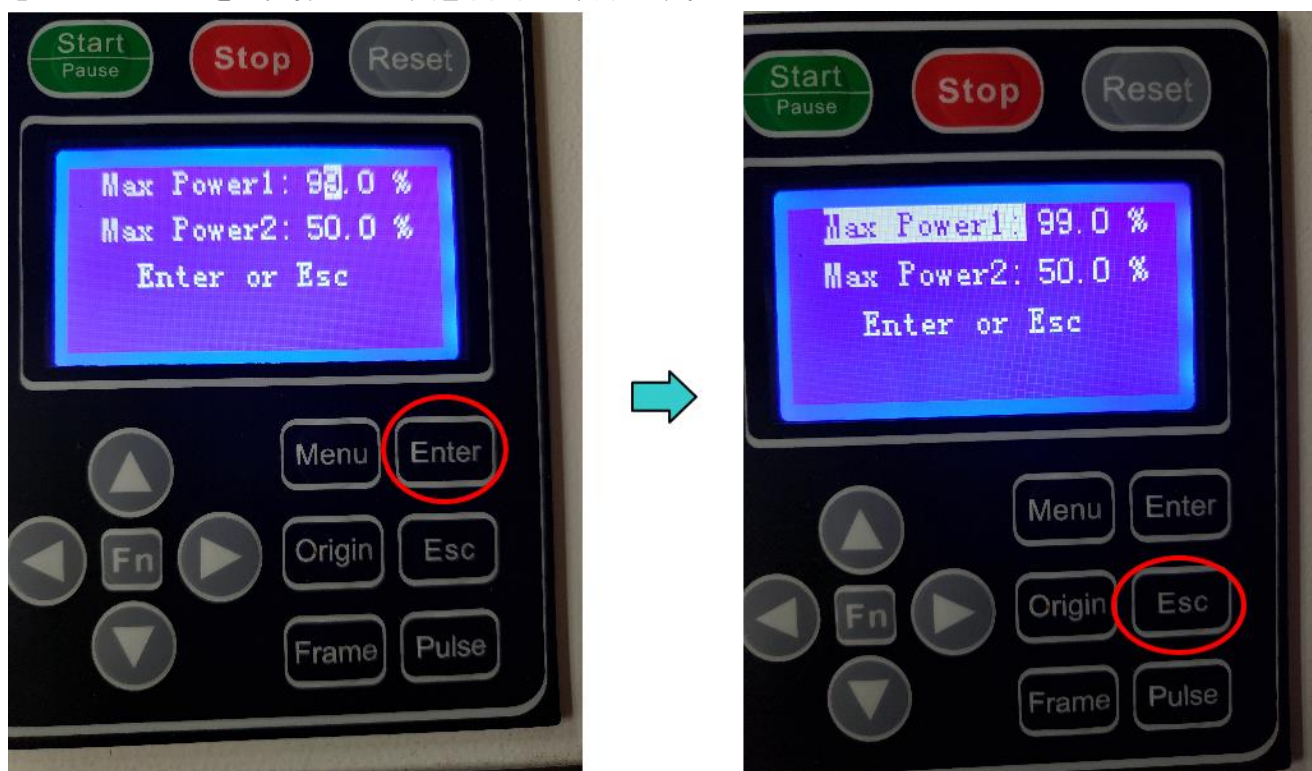 Start
Pause
Stop
Reset
Max Power1: 99.0 %
Max Power2: 50.0 %
Enter or Esc
Menu
Enter
Fn
Origin
Esc
Frame
Pulse
Start
Pause
Stop
Reset
Max Power1: 99.0 %
Max Power2: 50.0 %
Enter or Esc
Menu
Enter
Fn
Origin
Esc
Frame
Pulse